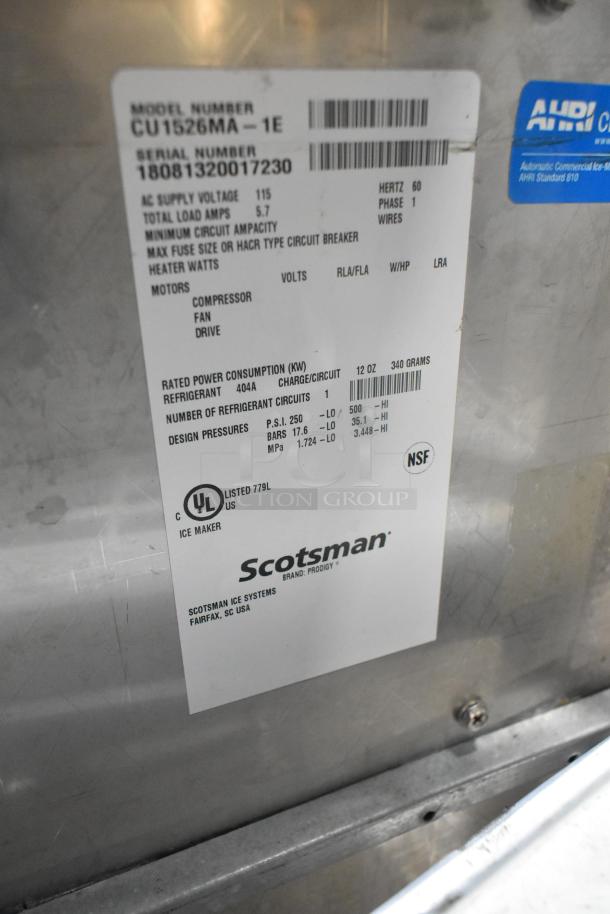 MODEL NUMBER
CU1526MA-1E
SERIAL NUMBER
18081320017230
AC SUPPLY VOLTAGE 115 HERTZ 60
TOTAL LOAD AMPS 5.7 PHASE 1
MINIMUM CIRCUIT AMPACITY WIRES
MAX FUSE SIZE OR HACR TYPE CIRCUIT BREAKER
HEATER WATTS
MOTORS VOLTS RLA/FLA W/HP LRA
COMPRESSOR
FAN
DRIVE
RATED POWER CONSUMPTION (KW)
REFRIGERANT 404A CHARGE/CIRCUIT 12 OZ 340 GRAMS
NUMBER OF REFRIGERANT CIRCUITS 1
DESIGN PRESSURES P.S.I. 250 -LO / 500 -HI
BARS 17.6 -LO 35.1 -HI
MPa 1.724 -LO 3.448 -HI
NSF
C UL US LISTED 779L
ICE MAKER
Scotsman
BRAND: PRODIGY®
SCOTSMAN ICE SYSTEMS
FAIRFAX, SC USA
AHRI
Automatic Commercial Ice-M
AHRI Standard 810
PCI
AUCTION GROUP